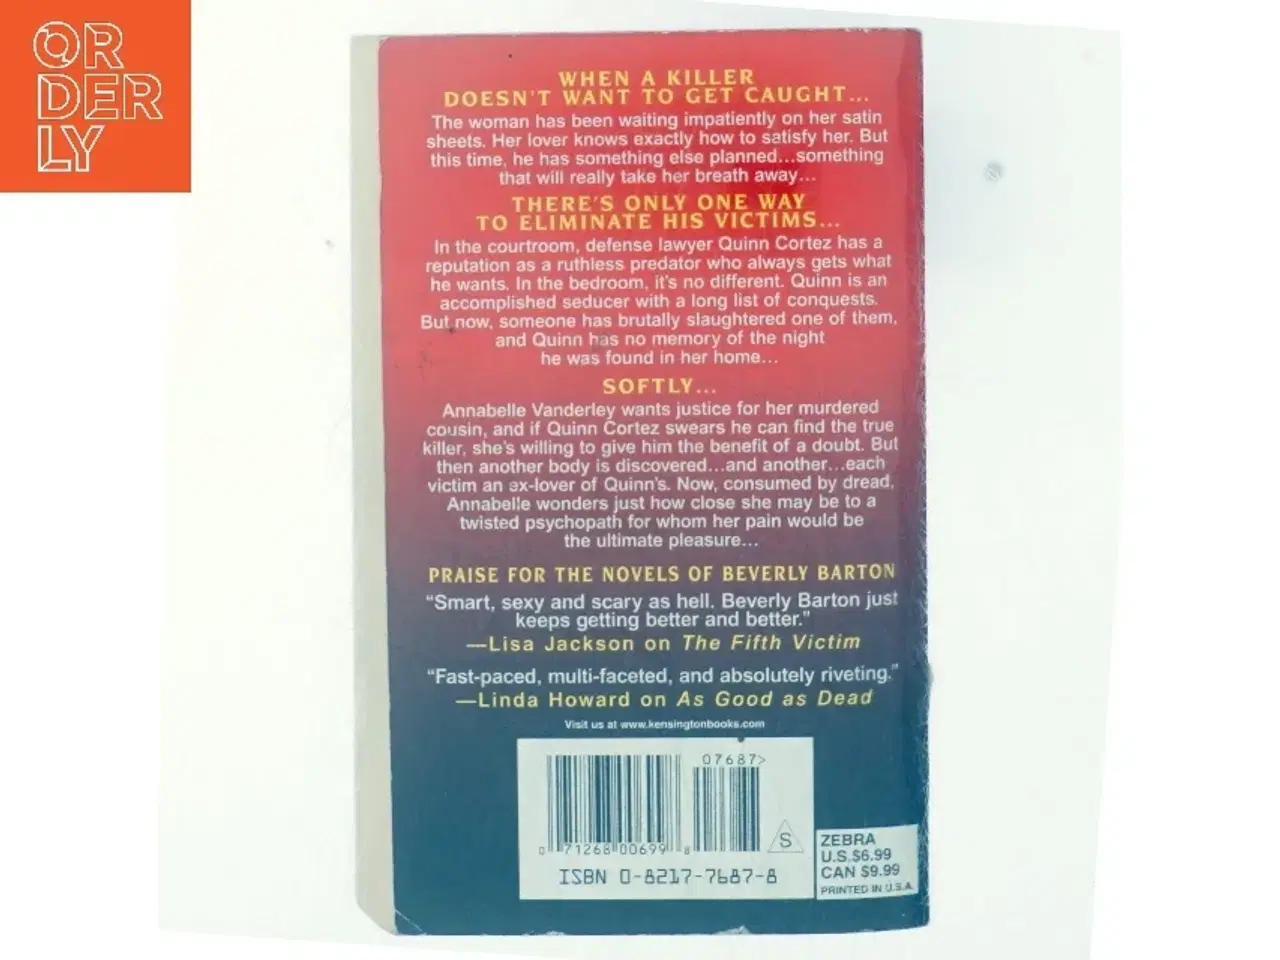 ORDERLY
WHEN A KILLER
DOESN'T WANT TO GET CAUGHT...
The woman has been waiting impatiently on her satin
sheets. Her lover knows exactly how to satisfy her. But
this time, he has something else planned...something
that will really take her breath away...
THERE'S ONLY ONE WAY
TO ELIMINATE HIS VICTIMS...
In the courtroom, defense lawyer Quinn Cortez has a
reputation as a ruthless predator who always gets what
he wants. In the bedroom, it's no different. Quinn is an
accomplished seducer with a long list of conquests.
But now, someone has brutally slaughtered one of them,
and Quinn has no memory of the night
he was found in her home...
SOFTLY...
Annabelle Vanderley wants justice for her murdered
cousin, and if Quinn Cortez swears he can find the true
killer, she's willing to give him the benefit of a doubt. But
then another body is discovered...and another...each
victim an ex-lover of Quinn's. Now, consumed by dread,
Annabelle wonders just how close she may be to a
twisted psychopath for whom her pain would be
the ultimate pleasure...
PRAISE FOR THE NOVELS OF BEVERLY BARTON
"Smart, sexy and scary as hell. Beverly Barton just
keeps getting better and better."
—Lisa Jackson on The Fifth Victim
"Fast-paced, multi-faceted, and absolutely riveting."
—Linda Howard on As Good as Dead
Visit us at www.kensingtonbooks.com
07687>
0 71268 00699 8
S
ISBN 0-8217-7687-8
ZEBRA
U.S.$6.99
CAN $9.99
PRINTED IN U.S.A.